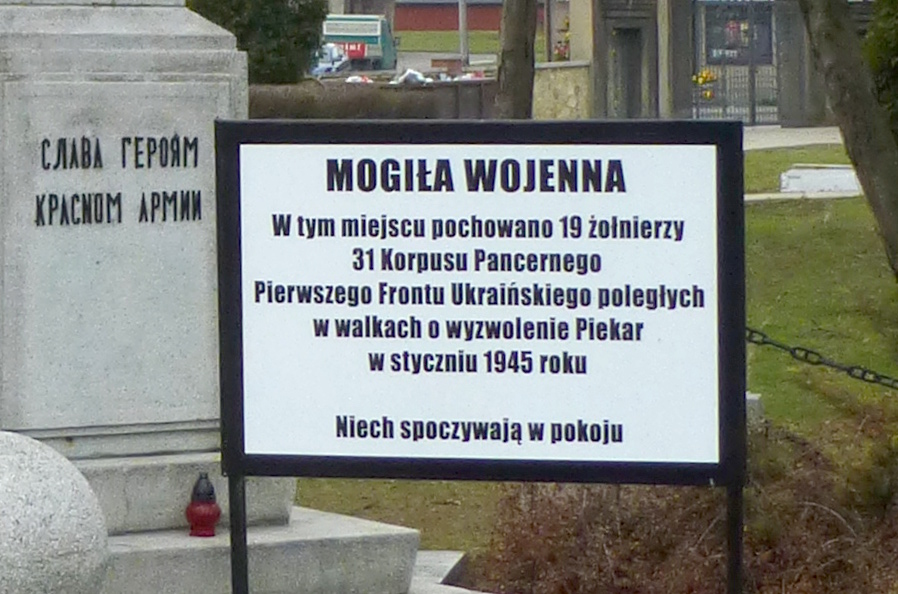 СЛАВА ГЕРОЯМ
КРАСНОМ АРМИИ
MOGIŁA WOJENNA
W tym miejscu pochowano 19 żołnierzy
31 Korpusu Pancernego
Pierwszego Frontu Ukraińskiego poległych
w walkach o wyzwolenie Piekar
w styczniu 1945 roku
Niech spoczywają w pokoju